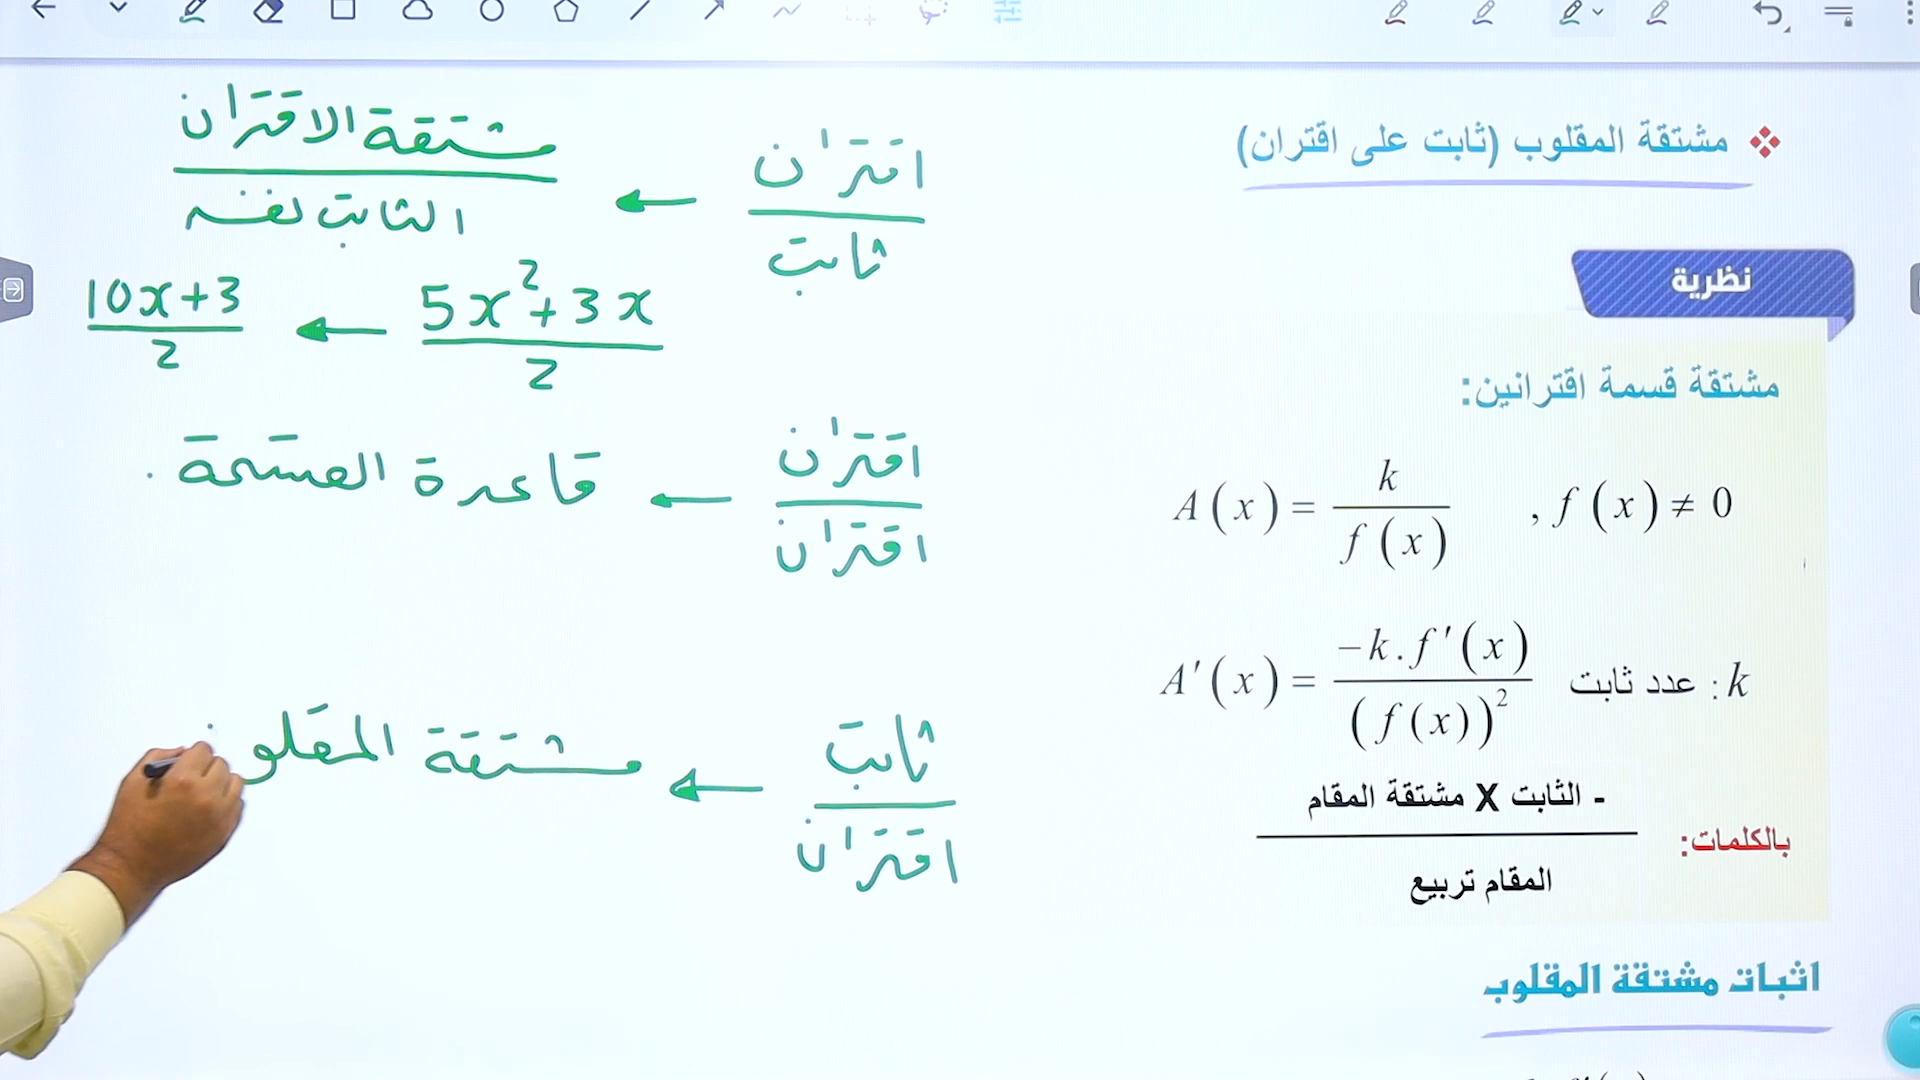 ❖ مشتقة المقلوب (ثابت على اقتران)
نظرية
مشتقة قسمة اقترانين:
A(x) = k / f(x) , f(x) ≠ 0
A'(x) = -k.f'(x) / (f(x))² k : عدد ثابت
بالكلمات:
- الثابت X مشتقة المقام
المقام تربيع
اثبات مشتقة المقلوب
اقتران / ثابت ← مشتقة الاقتران / الثابت نفسه
5x²+3x / 2 ← 10x+3 / 2
اقتران / اقتران ← قاعدة القسمة .
ثابت / اقتران ← مشتقة المقلو